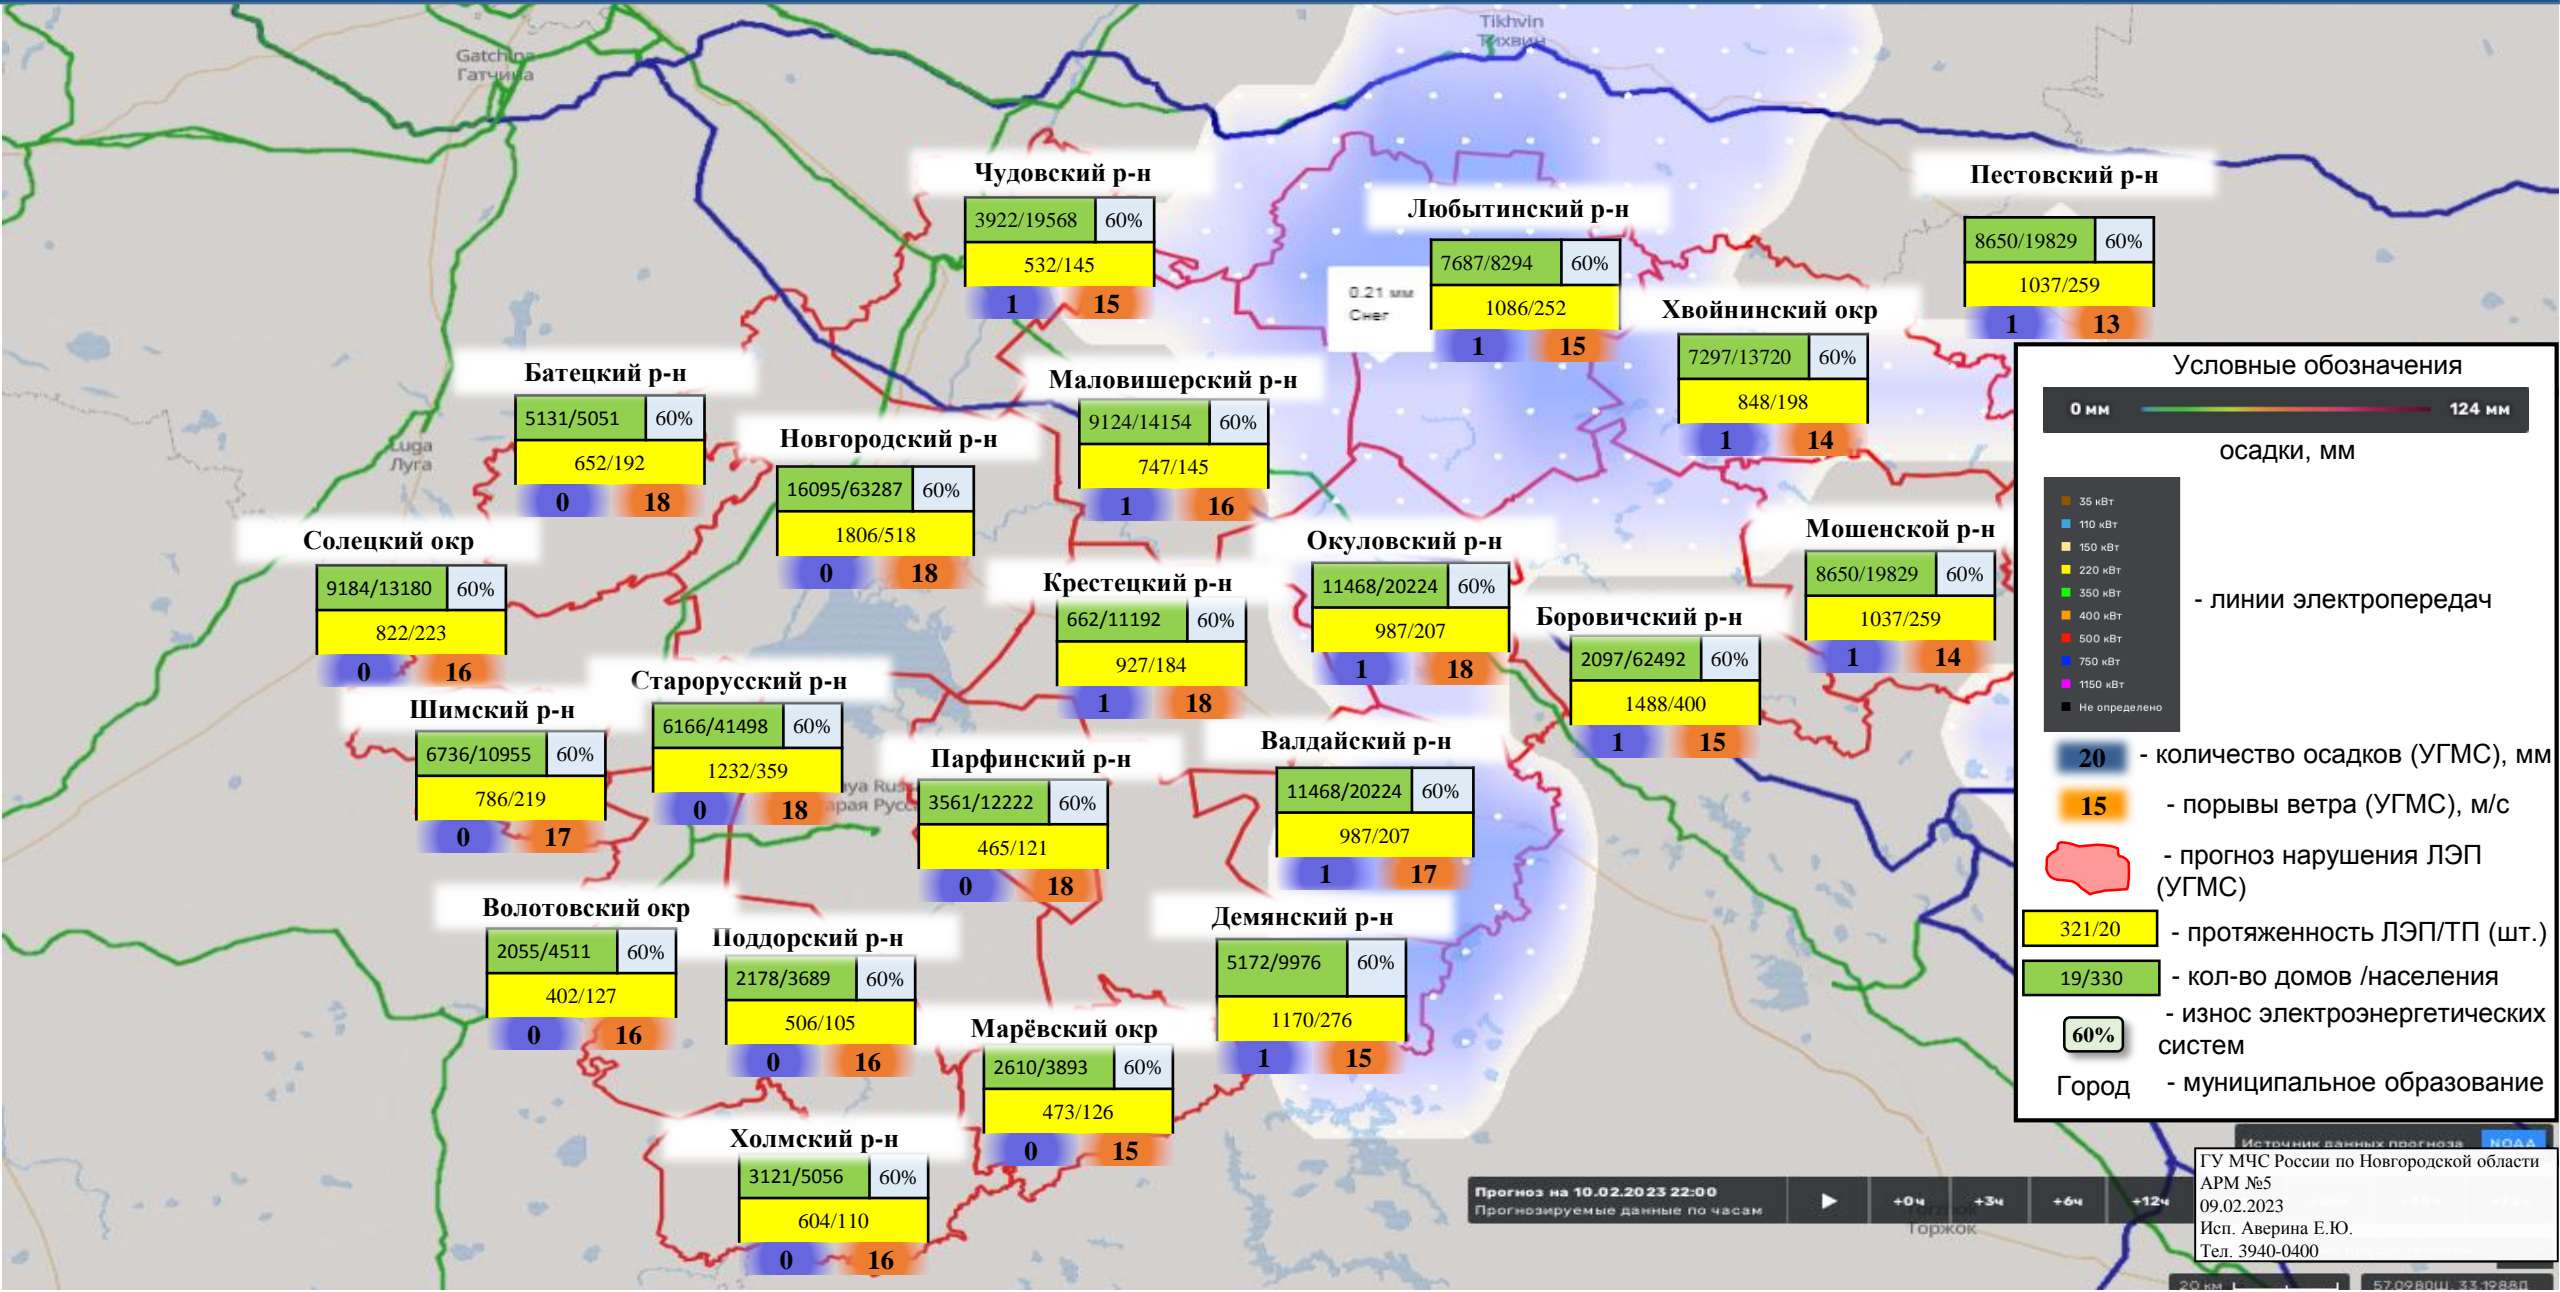 Tikhvin
Тихвин
Gatchina
Гатчина
Чудовский р-н
3922/19568 60%
532/145
1 15
Любытинский р-н
7687/8294 60%
1086/252
1 15
Пестовский р-н
8650/19829 60%
1037/259
1 13
0.21 мм
Снег
Хвойнинский окр
7297/13720 60%
848/198
1 14
Батецкий р-н
5131/5051 60%
652/192
0 18
Luga
Луга
Новгородский р-н
16095/63287 60%
1806/518
0 18
Маловишерский р-н
9124/14154 60%
747/145
1 16
Солецкий окр
9184/13180 60%
822/223
0 16
Крестецкий р-н
662/11192 60%
927/184
1 18
Окуловский р-н
11468/20224 60%
987/207
1 18
Боровичский р-н
2097/62492 60%
1488/400
1 15
Мошенской р-н
8650/19829 60%
1037/259
1 14
Шимский р-н
6736/10955 60%
786/219
0 17
Старорусский р-н
6166/41498 60%
1232/359
0 18
Парфинский р-н
3561/12222 60%
465/121
0 18
Валдайский р-н
11468/20224 60%
987/207
1 17
Волотовский окр
2055/4511 60%
402/127
0 16
Поддорский р-н
2178/3689 60%
506/105
0 16
Марёвский окр
2610/3893 60%
473/126
0 15
Демянский р-н
5172/9976 60%
1170/276
1 15
Холмский р-н
3121/5056 60%
604/110
0 16
Условные обозначения
0 мм 124 мм
осадки, мм
35 кВт
110 кВт
150 кВт
220 кВт
350 кВт
400 кВт
500 кВт
750 кВт
1150 кВт
Не определено
- линии электропередач
20 - количество осадков (УГМС), мм
15 - порывы ветра (УГМС), м/с
- прогноз нарушения ЛЭП
(УГМС)
321/20 - протяженность ЛЭП/ТП (шт.)
19/330 - кол-во домов /населения
60% - износ электроэнергетических
систем
Город - муниципальное образование
Источник данных прогноза NOAA
Прогноз на 10.02.2023 22:00
Прогнозируемые данные по часам
+0ч +3ч +6ч +12ч
Торжок
ГУ МЧС России по Новгородской области
АРМ №5
09.02.2023
Исп. Аверина Е.Ю.
Тел. 3940-0400
20 км